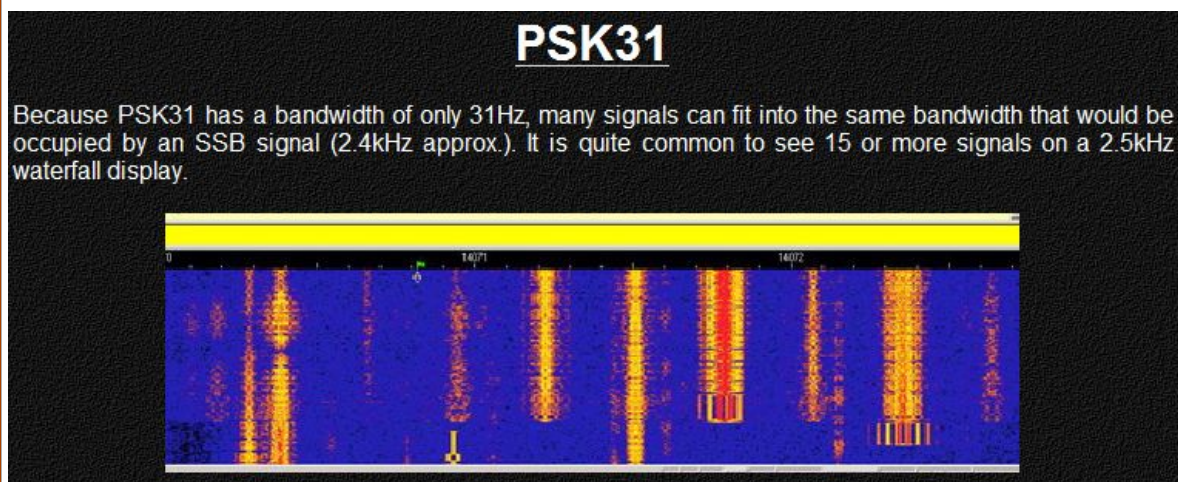 PSK31
Because PSK31 has a bandwidth of only 31Hz, many signals can fit into the same bandwidth that would be
occupied by an SSB signal (2.4kHz approx.). It is quite common to see 15 or more signals on a 2.5kHz
waterfall display.
0 14071 14072